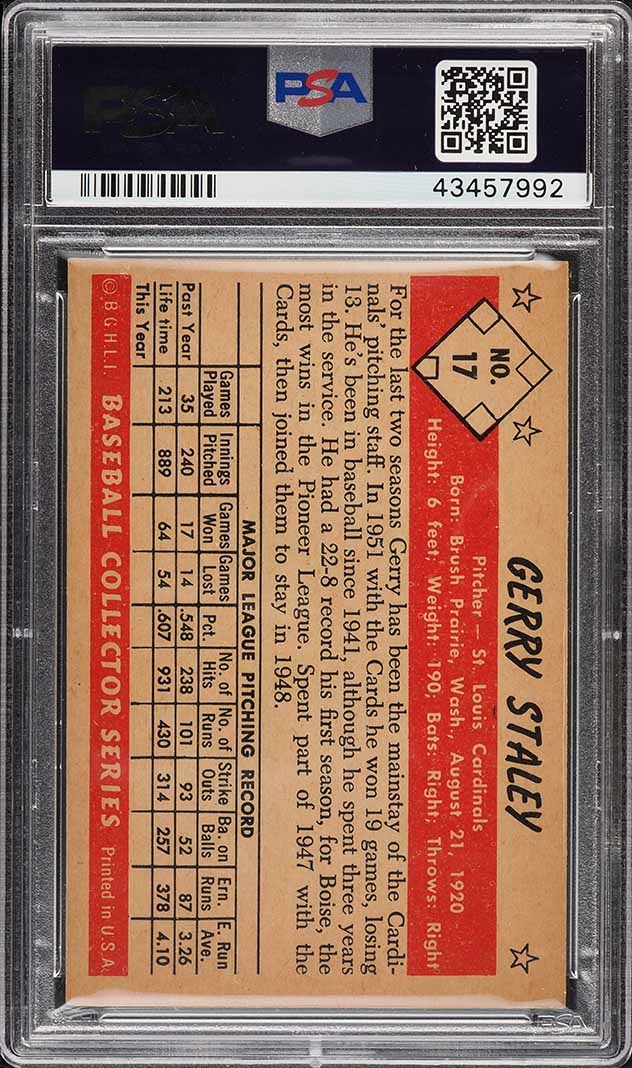 PSA
PSA
43457992
NO.
17
GERRY STALEY
Pitcher — St. Louis Cardinals
Born: Brush Prairie, Wash., August 21, 1920
Height: 6 feet; Weight: 190; Bats: Right; Throws: Right
For the last two seasons Gerry has been the mainstay of the Cardi-
nals' pitching staff. In 1951 with the Cards he won 19 games, losing
13. He's been in baseball since 1941, although he spent three years
in the service. He had a 22-8 record his first season, for Boise, the
most wins in the Pioneer League. Spent part of 1947 with the
Cards, then joined them to stay in 1948.
MAJOR LEAGUE PITCHING RECORD
Games Innings Games Games No. of No. of Strike Ba. on Ern. E. Run
Played Pitched Won Lost Pct. Hits Runs Outs Balls Runs Ave.
Past Year 35 240 17 14 .548 238 101 93 52 87 3.26
Life time 213 889 64 54 .607 931 430 314 257 378 4.10
This Year
© B.G.H.L.I. BASEBALL COLLECTOR SERIES Printed in U.S.A.
PSA